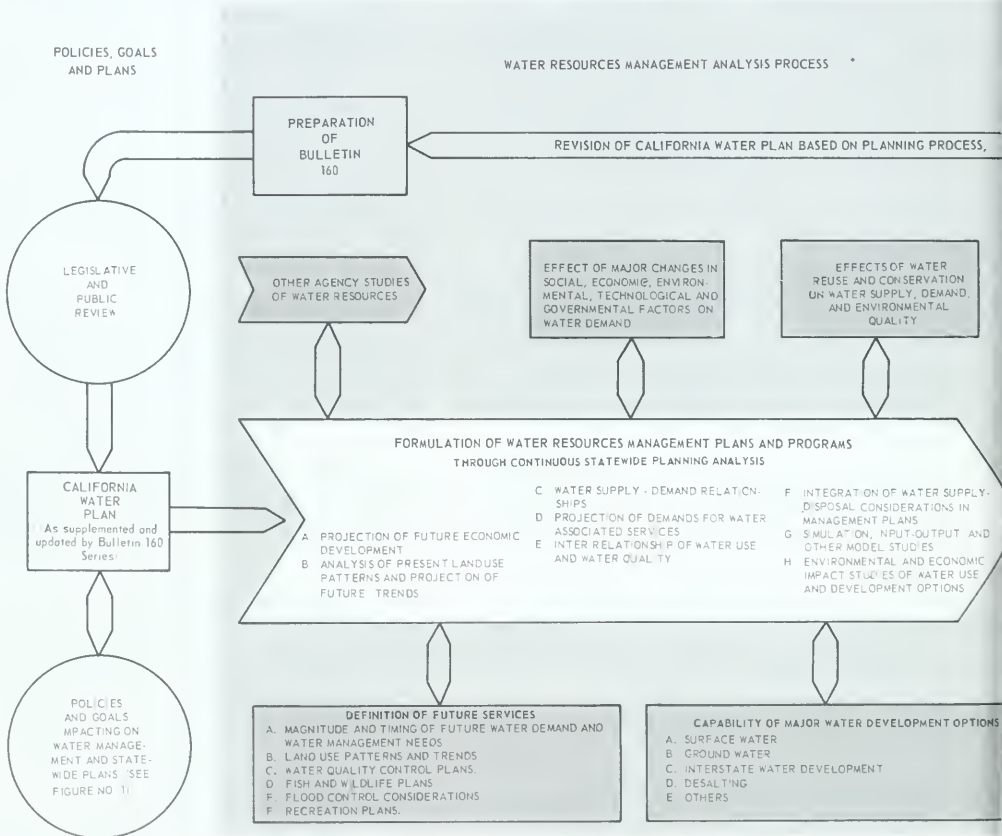 POLICIES, GOALS
AND PLANS
WATER RESOURCES MANAGEMENT ANALYSIS PROCESS *
PREPARATION
OF
BULLETIN
160
REVISION OF CALIFORNIA WATER PLAN BASED ON PLANNING PROCESS,
LEGISLATIVE
AND
PUBLIC
REVIEW
OTHER AGENCY STUDIES
OF WATER RESOURCES
EFFECT OF MAJOR CHANGES IN
SOCIAL, ECONOMIC, ENVIRON-
MENTAL, TECHNOLOGICAL AND
GOVERNMENTAL FACTORS ON
WATER DEMAND
EFFECTS OF WATER
REUSE AND CONSERVATION
ON WATER SUPPLY, DEMAND,
AND ENVIRONMENTAL
QUALITY
FORMULATION OF WATER RESOURCES MANAGEMENT PLANS AND PROGRAMS
THROUGH CONTINUOUS STATEWIDE PLANNING ANALYSIS
CALIFORNIA
WATER
PLAN
As supplemented and
updated by Bulletin 160
Series
A PROJECTION OF FUTURE ECONOMIC
DEVELOPMENT
B ANALYSIS OF PRESENT LAND USE
PATTERNS AND PROJECTION OF
FUTURE TRENDS
C WATER SUPPLY - DEMAND RELATION-
SHIPS
D PROJECTION OF DEMANDS FOR WATER
ASSOCIATED SERVICES
E INTER RELATIONSHIP OF WATER USE
AND WATER QUALITY
F INTEGRATION OF WATER SUPPLY-
DISPOSAL CONSIDERATIONS IN
MANAGEMENT PLANS
G SIMULATION, INPUT-OUTPUT AND
OTHER MODEL STUDIES
H ENVIRONMENTAL AND ECONOMIC
IMPACT STUDIES OF WATER USE
AND DEVELOPMENT OPTIONS
POLICIES
AND GOALS
IMPACTING ON
WATER MANAGE-
MENT AND STATE-
WIDE PLANS (SEE
FIGURE NO 1)
DEFINITION OF FUTURE SERVICES
A. MAGNITUDE AND TIMING OF FUTURE WATER DEMAND AND
WATER MANAGEMENT NEEDS
B. LAND USE PATTERNS AND TRENDS
C. WATER QUALITY CONTROL PLANS.
D FISH AND WILDLIFE PLANS
F. FLOOD CONTROL CONSIDERATIONS
F RECREATION PLANS.
CAPABILITY OF MAJOR WATER DEVELOPMENT OPTIONS
A. SURFACE WATER
B. GROUND WATER
C. INTERSTATE WATER DEVELOPMENT
D. DESALTING
E OTHERS